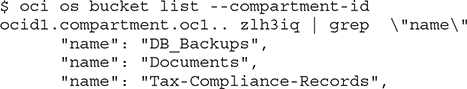 $ oci os bucket list --compartment-id
ocid1.compartment.oc1.. zlh3iq | grep  \"name\"
"name": "DB_Backups",
"name": "Documents",
"name": "Tax-Compliance-Records",